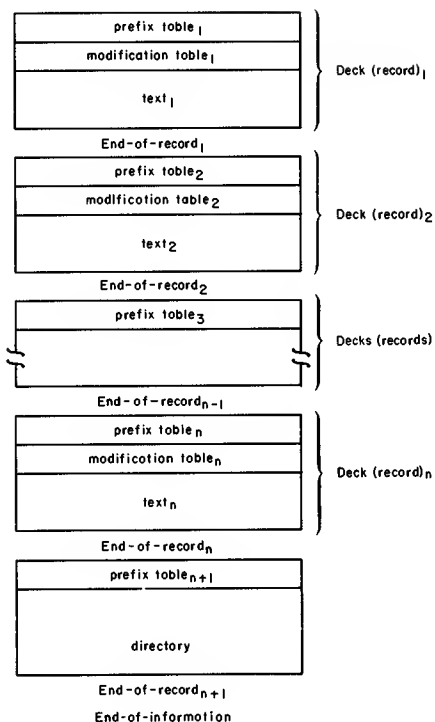 prefix table₁
modification table₁
text₁
Deck (record)₁
End-of-record₁
prefix table₂
modification table₂
text₂
Deck (record)₂
End-of-record₂
prefix table₃
Decks (records)
End-of-recordₙ₋₁
prefix tableₙ
modification tableₙ
textₙ
Deck (record)ₙ
End-of-recordₙ
prefix tableₙ₊₁
directory
End-of-recordₙ₊₁
End-of-information